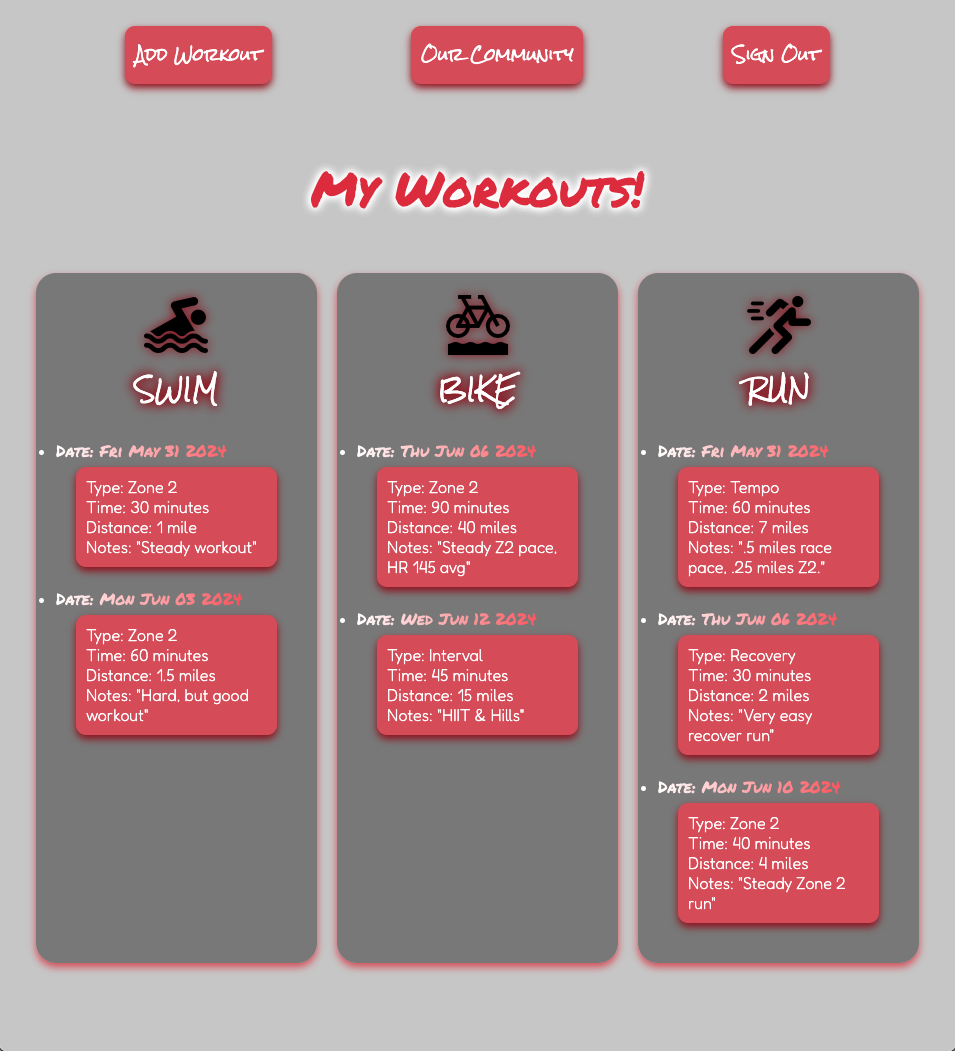 Add Workout
Our Community
Sign Out
My Workouts!
SWIM
Date: Fri May 31 2024
Type: Zone 2
Time: 30 minutes
Distance: 1 mile
Notes: "Steady workout"
Date: Mon Jun 03 2024
Type: Zone 2
Time: 60 minutes
Distance: 1.5 miles
Notes: "Hard, but good
workout"
BIKE
Date: Thu Jun 06 2024
Type: Zone 2
Time: 90 minutes
Distance: 40 miles
Notes: "Steady Z2 pace,
HR 145 avg"
Date: Wed Jun 12 2024
Type: Interval
Time: 45 minutes
Distance: 15 miles
Notes: "HIIT & Hills"
RUN
Date: Fri May 31 2024
Type: Tempo
Time: 60 minutes
Distance: 7 miles
Notes: ".5 miles race
pace, .25 miles Z2."
Date: Thu Jun 06 2024
Type: Recovery
Time: 30 minutes
Distance: 2 miles
Notes: "Very easy
recover run"
Date: Mon Jun 10 2024
Type: Zone 2
Time: 40 minutes
Distance: 4 miles
Notes: "Steady Zone 2
run"